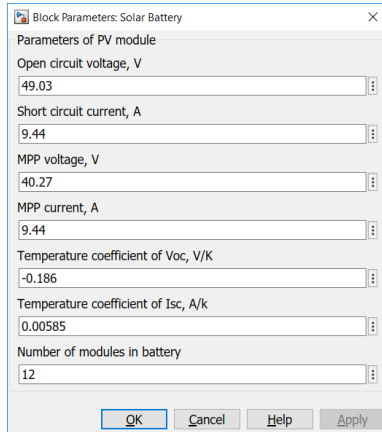 Block Parameters: Solar Battery
Parameters of PV module
Open circuit voltage, V
49.03
Short circuit current, A
9.44
MPP voltage, V
40.27
MPP current, A
9.44
Temperature coefficient of Voc, V/K
-0.186
Temperature coefficient of Isc, A/k
0.00585
Number of modules in battery
12
OK Cancel Help Apply